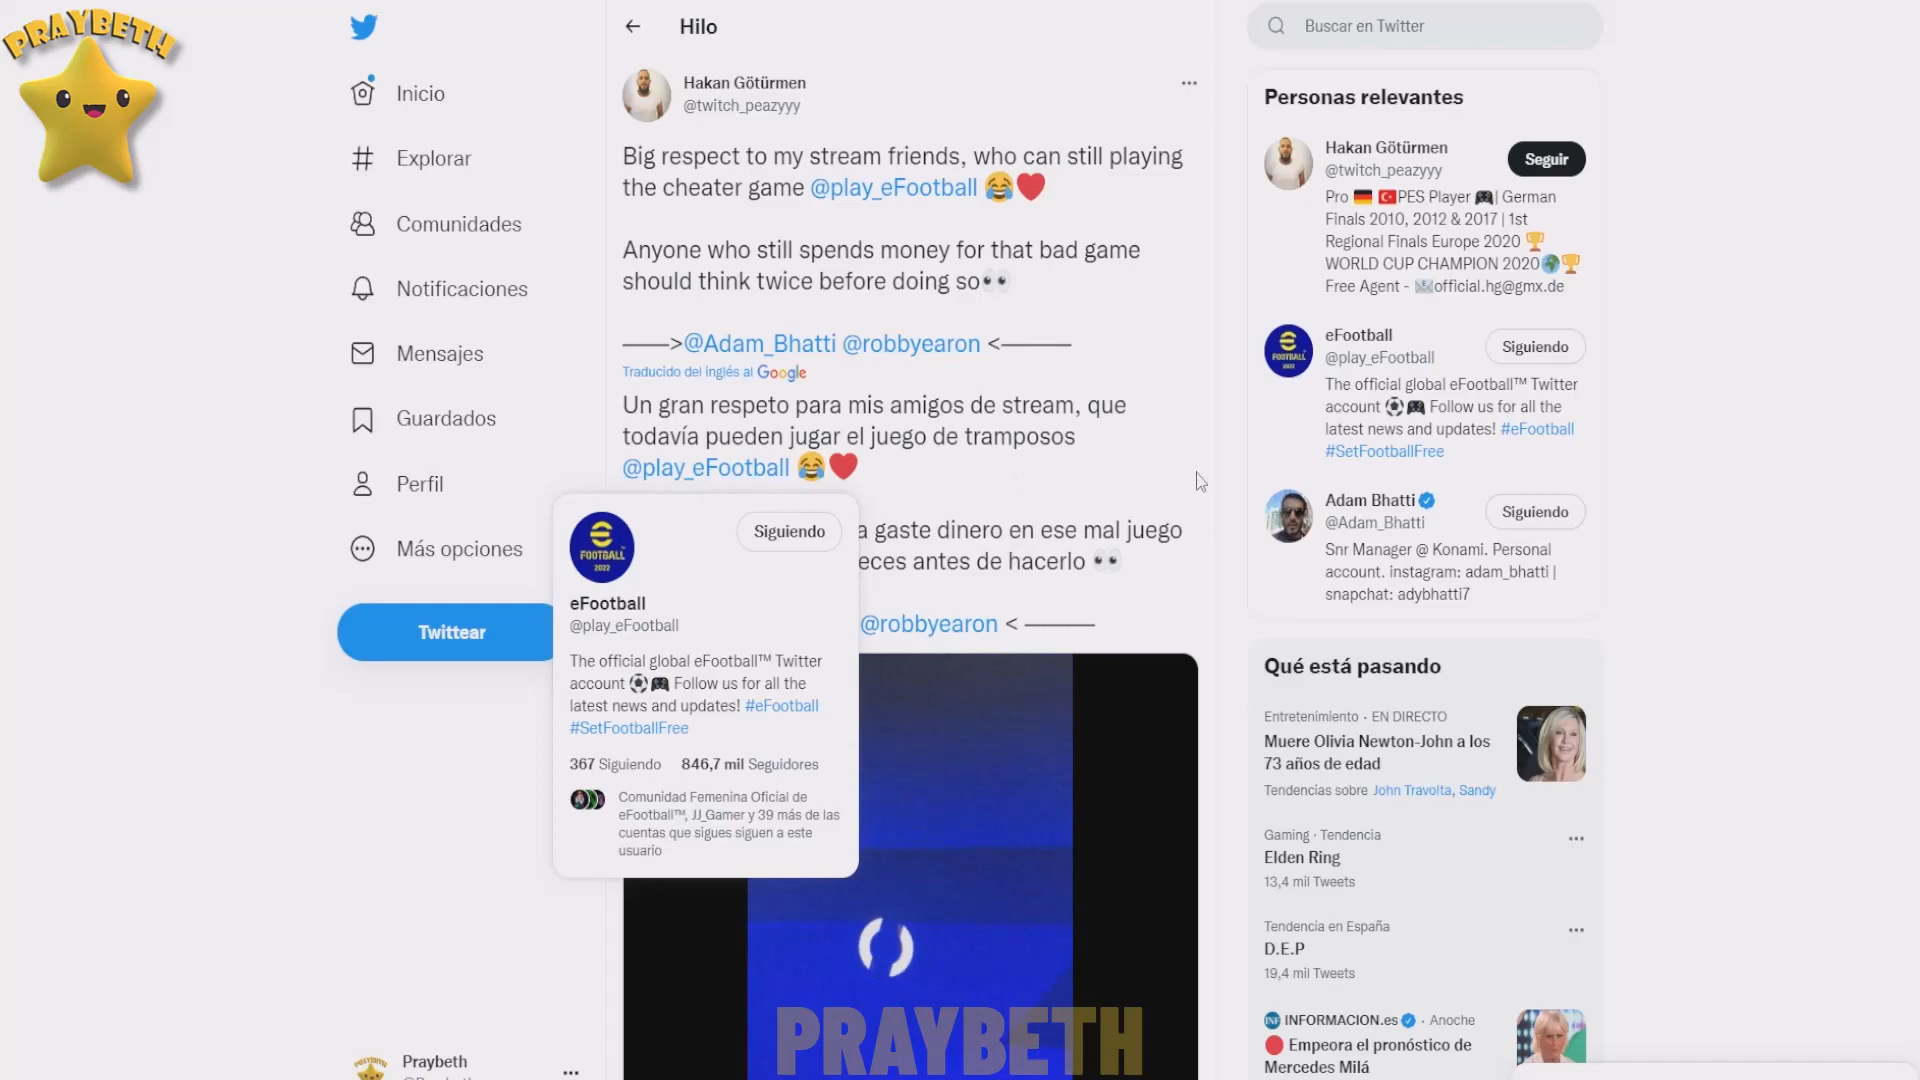 PRAYBETH
Inicio
Explorar
Comunidades
Notificaciones
Mensajes
Guardados
Perfil
Más opciones
Twittear
Praybeth
Hilo
Hakan Götürmen
@twitch_peazyyy
Big respect to my stream friends, who can still playing
the cheater game @play_eFootball 😂❤️
Anyone who still spends money for that bad game
should think twice before doing so👀
——>@Adam_Bhatti @robbyearon <———
Traducido del inglés al Google
Un gran respeto para mis amigos de stream, que
todavía pueden jugar el juego de tramposos
@play_eFootball 😂❤️
a gaste dinero en ese mal juego
eces antes de hacerlo 👀
@robbyearon < ———
FOOTBALL
2022
Siguiendo
eFootball
@play_eFootball
The official global eFootball™ Twitter
account ⚽🎮 Follow us for all the
latest news and updates! #eFootball
#SetFootballFree
367 Siguiendo 846,7 mil Seguidores
Comunidad Femenina Oficial de
eFootball™, JJ_Gamer y 39 más de las
cuentas que sigues siguen a este
usuario
PRAYBETH
Buscar en Twitter
Personas relevantes
Hakan Götürmen
@twitch_peazyyy
Seguir
Pro 🇩🇪 🇹🇷PES Player 🎮| German
Finals 2010, 2012 & 2017 | 1st
Regional Finals Europe 2020 🏆
WORLD CUP CHAMPION 2020🌍🏆
Free Agent - 📧official.hg@gmx.de
FOOTBALL
2022
eFootball
@play_eFootball
Siguiendo
The official global eFootball™ Twitter
account ⚽🎮 Follow us for all the
latest news and updates! #eFootball
#SetFootballFree
Adam Bhatti
@Adam_Bhatti
Siguiendo
Snr Manager @ Konami. Personal
account. instagram: adam_bhatti |
snapchat: adybhatti7
Qué está pasando
Entretenimiento · EN DIRECTO
Muere Olivia Newton-John a los
73 años de edad
Tendencias sobre John Travolta, Sandy
Gaming · Tendencia
Elden Ring
13,4 mil Tweets
Tendencia en España
D.E.P
19,4 mil Tweets
INFORMACION.es · Anoche
🔴 Empeora el pronóstico de
Mercedes Milá